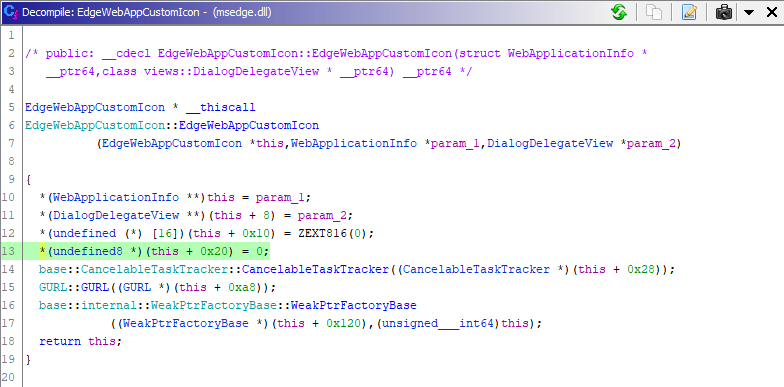 Decompile: EdgeWebAppCustomIcon - (msedge.dll)
1
2 /* public: __cdecl EdgeWebAppCustomIcon::EdgeWebAppCustomIcon(struct WebApplicationInfo *
3 __ptr64,class views::DialogDelegateView * __ptr64) __ptr64 */
4
5 EdgeWebAppCustomIcon * __thiscall
6 EdgeWebAppCustomIcon::EdgeWebAppCustomIcon
7 (EdgeWebAppCustomIcon *this,WebApplicationInfo *param_1,DialogDelegateView *param_2)
8
9 {
10 *(WebApplicationInfo **)this = param_1;
11 *(DialogDelegateView **)(this + 8) = param_2;
12 *(undefined (*) [16])(this + 0x10) = ZEXT816(0);
13 *(undefined8 *)(this + 0x20) = 0;
14 base::CancelableTaskTracker::CancelableTaskTracker((CancelableTaskTracker *)(this + 0x28));
15 GURL::GURL((GURL *)(this + 0xa8));
16 base::internal::WeakPtrFactoryBase::WeakPtrFactoryBase
17 ((WeakPtrFactoryBase *)(this + 0x120),(unsigned___int64)this);
18 return this;
19 }
20